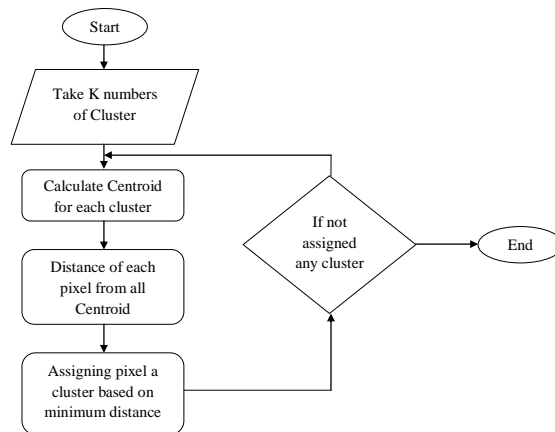 Start
Take K numbers
of Cluster
Calculate Centroid
for each cluster
Distance of each
pixel from all
Centroid
Assigning pixel a
cluster based on
minimum distance
If not
assigned
any cluster
End